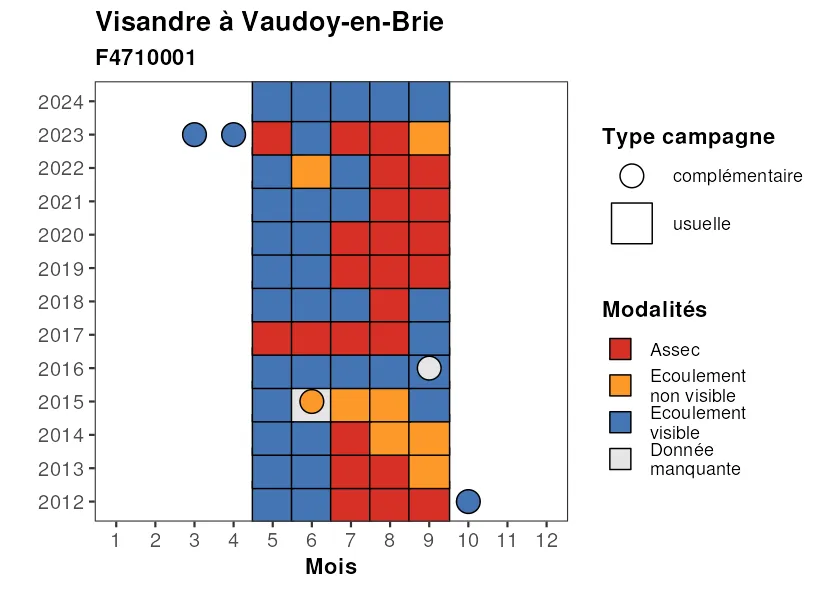 Visandre à Vaudoy-en-Brie
F4710001
2024
2023
2022
2021
2020
2019
2018
2017
2016
2015
2014
2013
2012
1 2 3 4 5 6 7 8 9 10 11 12
Mois
Type campagne
complémentaire
usuelle
Modalités
Assec
Ecoulement
non visible
Ecoulement
visible
Donnée
manquante